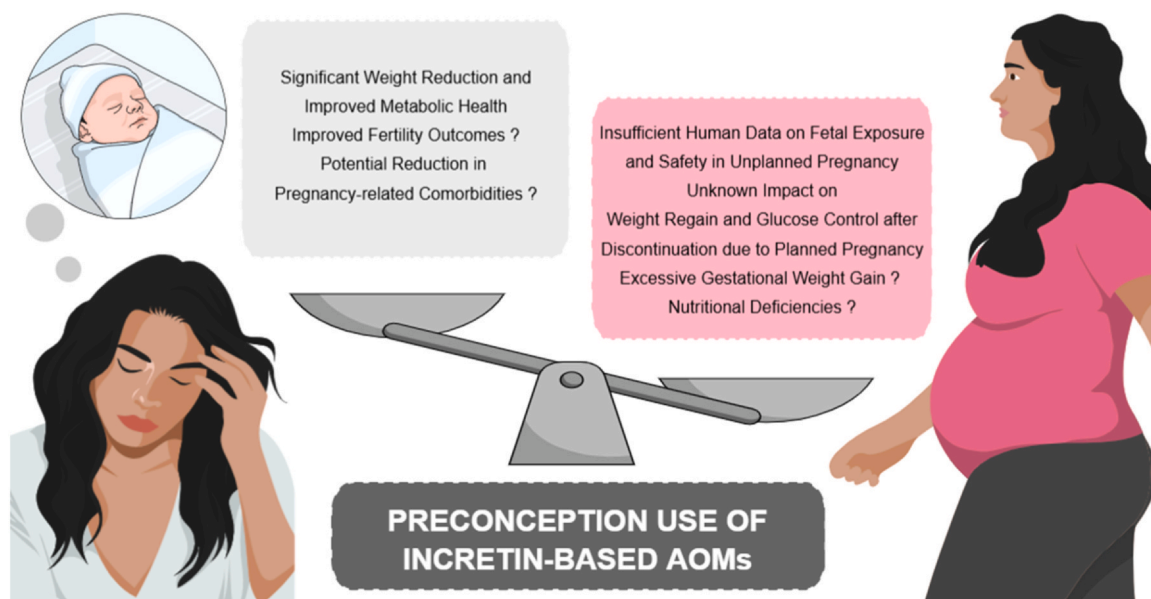 Significant Weight Reduction and
Improved Metabolic Health
Improved Fertility Outcomes ?
Potential Reduction in
Pregnancy-related Comorbidities ?
Insufficient Human Data on Fetal Exposure
and Safety in Unplanned Pregnancy
Unknown Impact on
Weight Regain and Glucose Control after
Discontinuation due to Planned Pregnancy
Excessive Gestational Weight Gain ?
Nutritional Deficiencies ?
PRECONCEPTION USE OF
INCRETIN-BASED AOMs